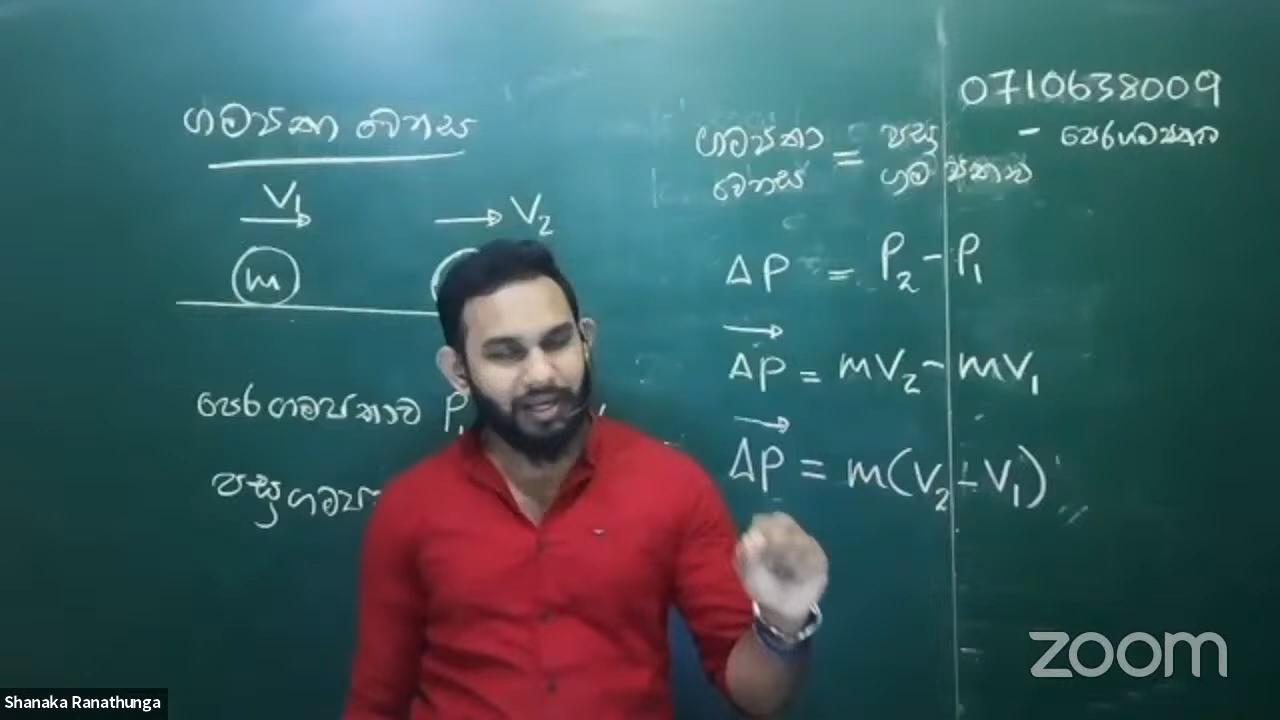 ගම්‍යතා වෙනස
V₁
V₂
m
පෙර ගම්‍යතාව P₁
පසු
0710638009
ගම්‍යතා වෙනස = පසු ගම්‍යතාව - පෙර ගම්‍යතාව
ΔP = P₂ - P₁
ΔP = mV₂ - mV₁
ΔP = m(V₂ - V₁)
zoom
Shanaka Ranathunga